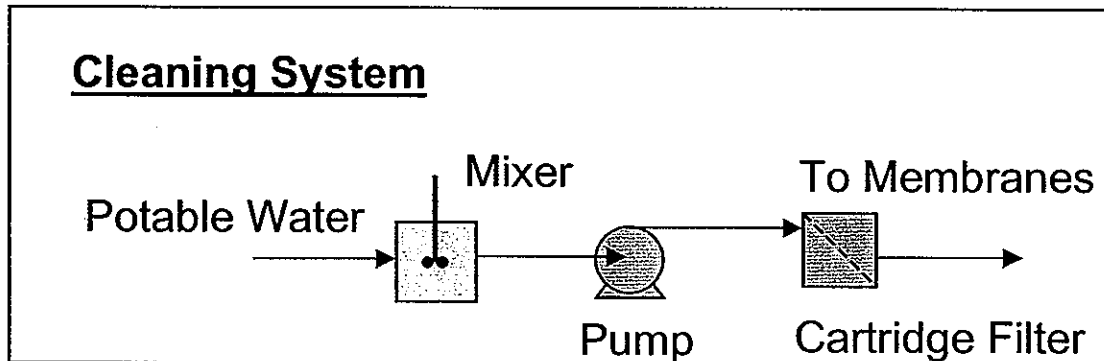 Cleaning System
Mixer
To Membranes
Potable Water
Pump
Cartridge Filter